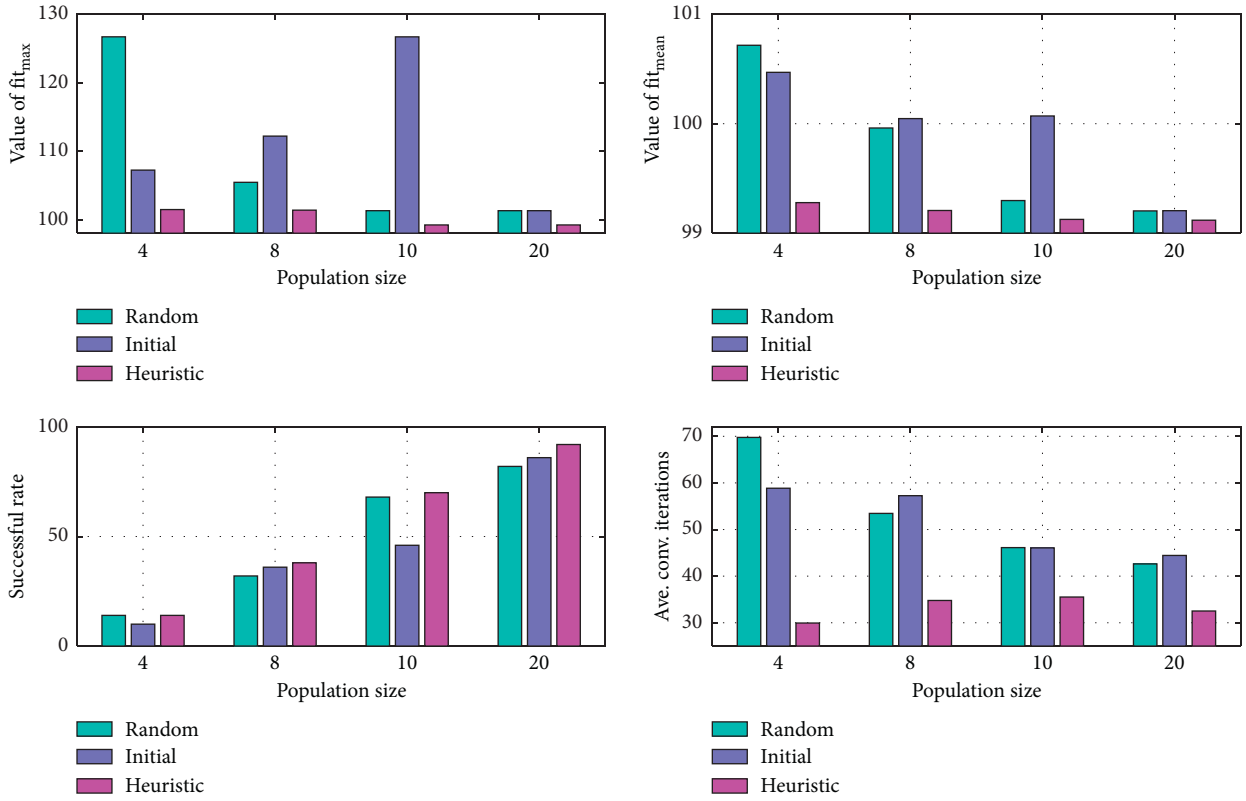 Value of fit_max
130
120
110
100
4 8 10 20
Population size
Random
Initial
Heuristic
Value of fit_mean
101
100
99
4 8 10 20
Population size
Random
Initial
Heuristic
Successful rate
100
50
0
4 8 10 20
Population size
Random
Initial
Heuristic
Ave. conv. iterations
70
60
50
40
30
4 8 10 20
Population size
Random
Initial
Heuristic